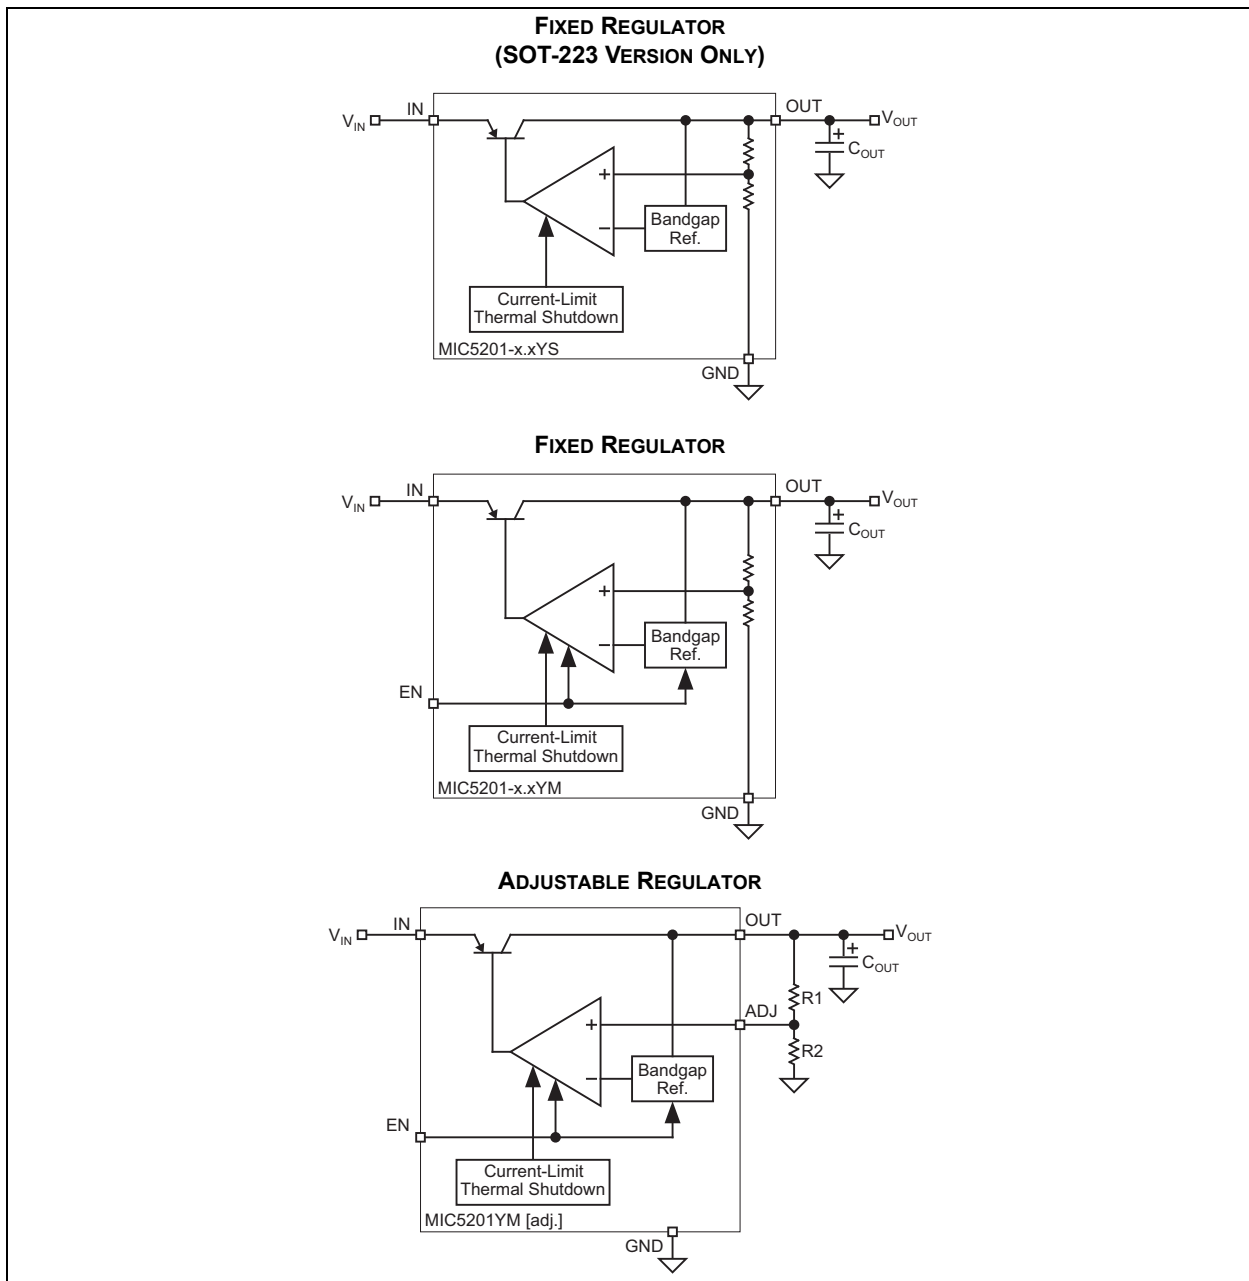 FIXED REGULATOR
(SOT-223 VERSION ONLY)
IN
OUT
VIN
VOUT
+
COUT
+
Bandgap
Ref.
−
Current-Limit
Thermal Shutdown
MIC5201-x.xYS
GND
FIXED REGULATOR
IN
OUT
VIN
VOUT
+
COUT
+
Bandgap
Ref.
−
EN
Current-Limit
Thermal Shutdown
MIC5201-x.xYM
GND
ADJUSTABLE REGULATOR
IN
OUT
VIN
VOUT
+
COUT
R1
ADJ
+
R2
Bandgap
Ref.
−
EN
Current-Limit
Thermal Shutdown
MIC5201YM [adj.]
GND